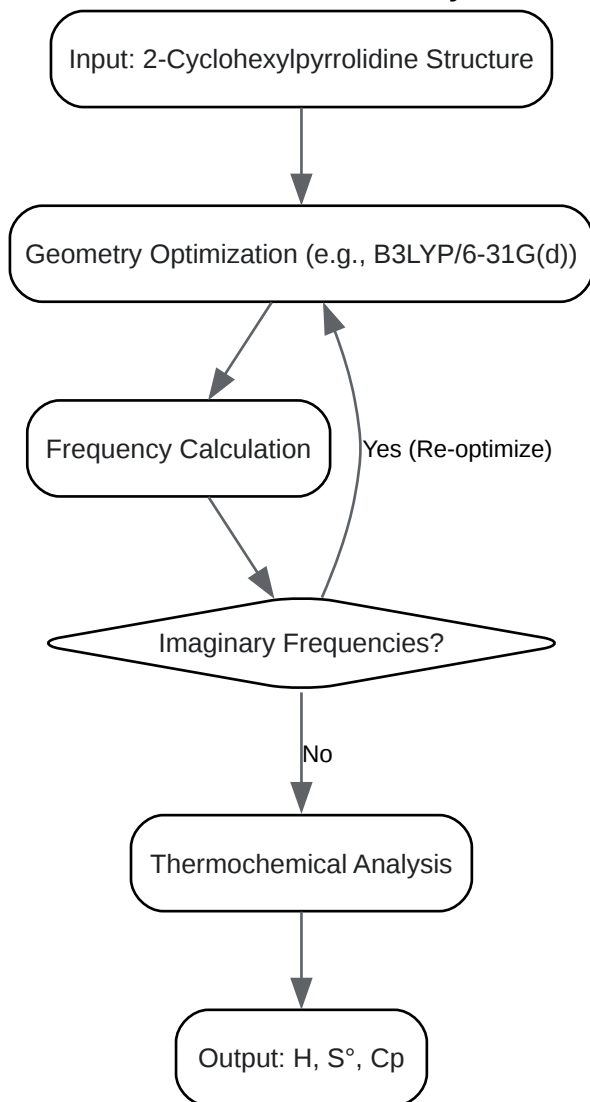 Input: 2-Cyclohexylpyrrolidine Structure
Geometry Optimization (e.g., B3LYP/6-31G(d))
Frequency Calculation
Yes (Re-optimize)
Imaginary Frequencies?
No
Thermochemical Analysis
Output: H, S°, Cp